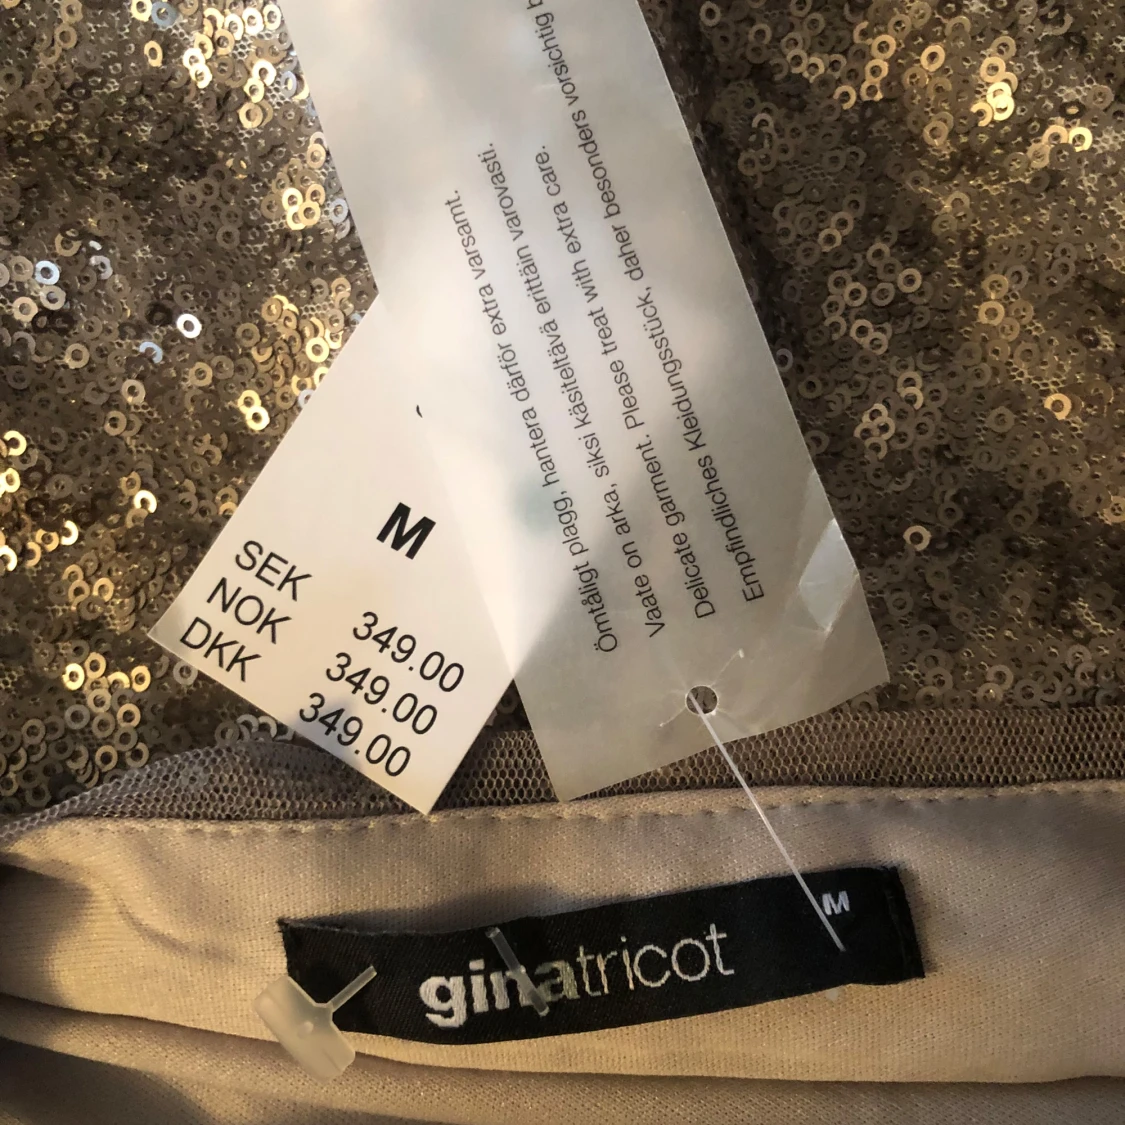 Ömtåligt plagg, hantera därför extra varsamt.
Vaate on arka, siksi käsiteltävä erittäin varovasti.
Delicate garment. Please treat with extra care.
Empfindliches Kleidungsstück, daher besonders vorsichtig
M
SEK 349.00
NOK 349.00
DKK 349.00
ginatricot
M